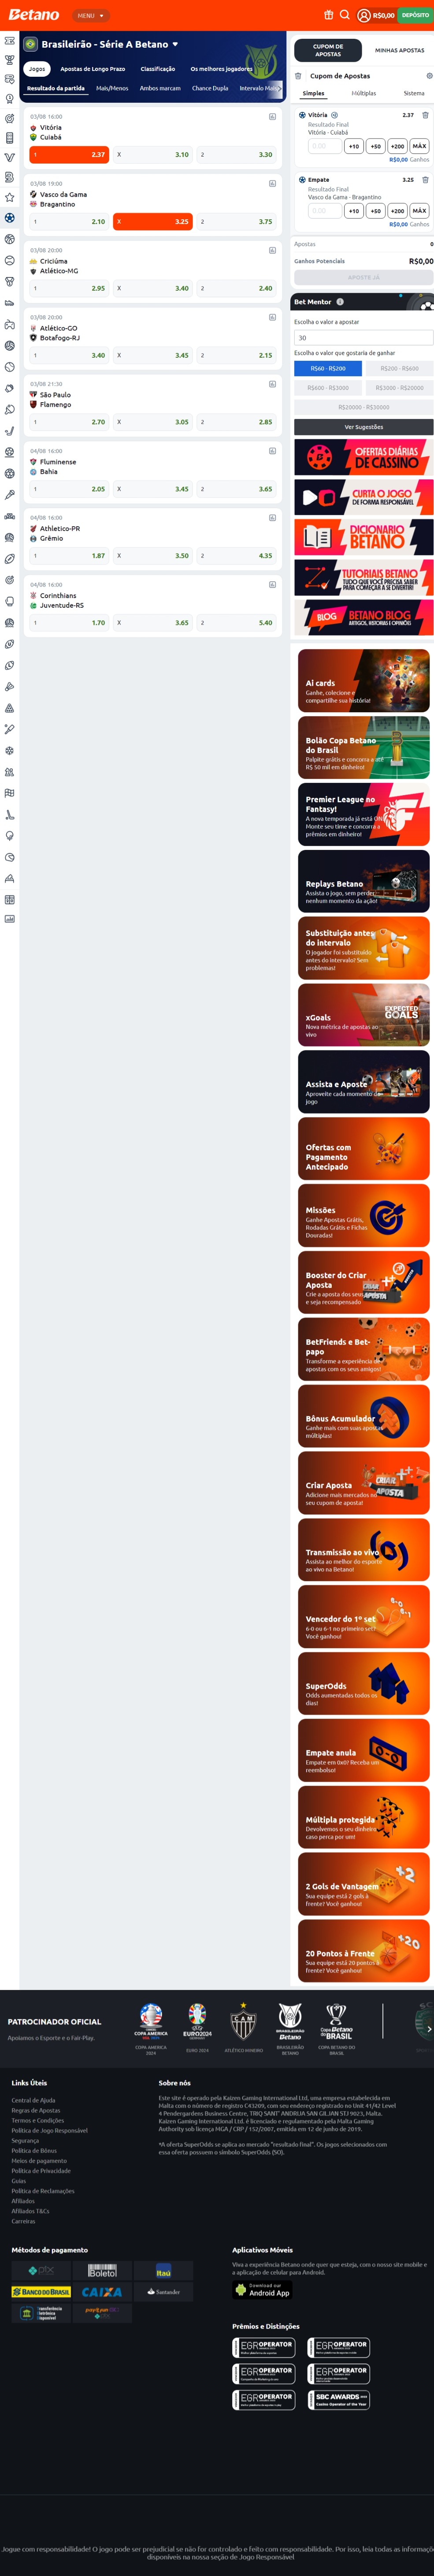 Betano
MENU
R$0,00
DEPÓSITO
Brasileirão - Série A Betano
Jogos
Apostas de Longo Prazo
Classificação
Os melhores jogadores
Resultado da partida
Mais/Menos
Ambos marcam
Chance Dupla
Intervalo Mais
03/08 16:00
Vitória
Cuiabá
1 2.37 X 3.10 2 3.30
03/08 19:00
Vasco da Gama
Bragantino
1 2.10 X 3.25 2 3.75
03/08 20:00
Criciúma
Atlético-MG
1 2.95 X 3.40 2 2.40
03/08 20:00
Atlético-GO
Botafogo-RJ
1 3.40 X 3.45 2 2.15
03/08 21:30
São Paulo
Flamengo
1 2.70 X 3.05 2 2.85
04/08 16:00
Fluminense
Bahia
1 2.05 X 3.45 2 3.65
04/08 16:00
Athletico-PR
Grêmio
1 1.87 X 3.50 2 4.35
04/08 16:00
Corinthians
Juventude-RS
1 1.70 X 3.65 2 5.40
CUPOM DE
APOSTAS
MINHAS APOSTAS
Cupom de Apostas
Simples
Múltiplas
Sistema
Vitória 2.37
Resultado Final
Vitória - Cuiabá
0.00 +10 +50 +200 MÁX
R$0,00 Ganhos
Empate 3.25
Resultado Final
Vasco da Gama - Bragantino
0.00 +10 +50 +200 MÁX
R$0,00 Ganhos
Apostas 0
Ganhos Potenciais R$0,00
APOSTE JÁ
Bet Mentor
Escolha o valor a apostar
30
Escolha o valor que gostaria de ganhar
R$60 - R$200
R$200 - R$600
R$600 - R$3000
R$3000 - R$20000
R$20000 - R$30000
Ver Sugestões
OFERTAS DIÁRIAS
DE CASSINO
CURTA O JOGO
DE FORMA RESPONSÁVEL
DICIONÁRIO
BETANO
TUTORIAIS BETANO
TUDO QUE VOCÊ PRECISA SABER
PARA COMEÇAR A SE DIVERTIR!
BLOG
BETANO BLOG
ARTIGOS, HISTÓRIAS E OPINIÕES
Ai cards
Ganhe, colecione e
compartilhe sua história!
Bolão Copa Betano
do Brasil
Palpite grátis e concorra a até
R$ 50 mil em dinheiro!
Premier League no
Fantasy!
A nova temporada já está ON!
Monte seu time e concorra a
prêmios em dinheiro!
Replays Betano
Assista o jogo, sem perder
nenhum momento da ação!
Substituição antes
do intervalo
O jogador foi substituído
antes do intervalo? Sem
problemas!
xGoals
Nova métrica de apostas ao
vivo
EXPECTED
GOALS
Assista e Aposte
Aproveite cada momento do
jogo
Ofertas com
Pagamento
Antecipado
Missões
Ganhe Apostas Grátis,
Rodadas Grátis e Fichas
Douradas!
Booster do Criar
Aposta
Crie a aposta dos seus
e seja recompensado
CRIAR
APOSTA
BetFriends e Bet-
papo
Transforme a experiência de
apostas com os seus amigos!
Bônus Acumulador
Ganhe mais com suas apostas
múltiplas!
Criar Aposta
Adicione mais mercados no
seu cupom de aposta!
CRIAR
APOSTA
Transmissão ao vivo
Assista ao melhor do esporte
ao vivo na Betano!
Vencedor do 1º set
6-0 ou 6-1 no primeiro set?
Você ganhou!
6-0
6-1
SuperOdds
Odds aumentadas todos os
dias!
Empate anula
Empate em 0x0? Receba um
reembolso!
Múltipla protegida
Devolvemos o seu dinheiro
caso perca por um!
2 Gols de Vantagem
Sua equipe está 2 gols à
frente? Você ganhou!
+2
20 Pontos à Frente
Sua equipe está 20 pontos à
frente? Você ganhou!
+20
PATROCINADOR OFICIAL
Apoiamos o Esporte e o Fair-Play.
COPA AMERICA
2024
EURO 2024
ATLÉTICO MINEIRO
BRASILEIRÃO
BETANO
COPA BETANO DO
BRASIL
Links Úteis
Central de Ajuda
Regras de Apostas
Termos e Condições
Política de Jogo Responsável
Segurança
Política de Bônus
Meios de pagamento
Política de Privacidade
Guias
Política de Reclamações
Afiliados
Afiliados T&Cs
Carreiras
Sobre nós
Este site é operado pela Kaizen Gaming International Ltd, uma empresa estabelecida em
Malta com o número de registro C43209, com seu endereço registrado no Unit 41/42 Level
4 Pendergardens Business Centre, TRIQ SANT' ANDRIJA SAN GILJAN STJ 9023, Malta.
Kaizen Gaming International Ltd. é licenciado e regulamentado pela Malta Gaming
Authority sub licença MGA / CRP / 152/2007, emitida em 12 de junho de 2019.
*A oferta SuperOdds se aplica ao mercado "resultado final". Os jogos selecionados com
essa oferta possuem o símbolo SuperOdds (SO).
Métodos de pagamento
pix
Boleto
Itaú
BANCO DO BRASIL
CAIXA
Santander
Aplicativos Móveis
Viva a experiência Betano onde quer que esteja, com o nosso site mobile e
a aplicação de celular para Android.
Download our
Android App
Prêmios e Distinções
EGR OPERATOR
EGR OPERATOR
EGR OPERATOR
EGR OPERATOR
EGR OPERATOR
SBC AWARDS
Casino Operator of the Year
Jogue com responsabilidade! O jogo pode ser prejudicial se não for controlado e feito com responsabilidade. Por isso, leia todas as informaçõ
disponíveis na nossa seção de Jogo Responsável